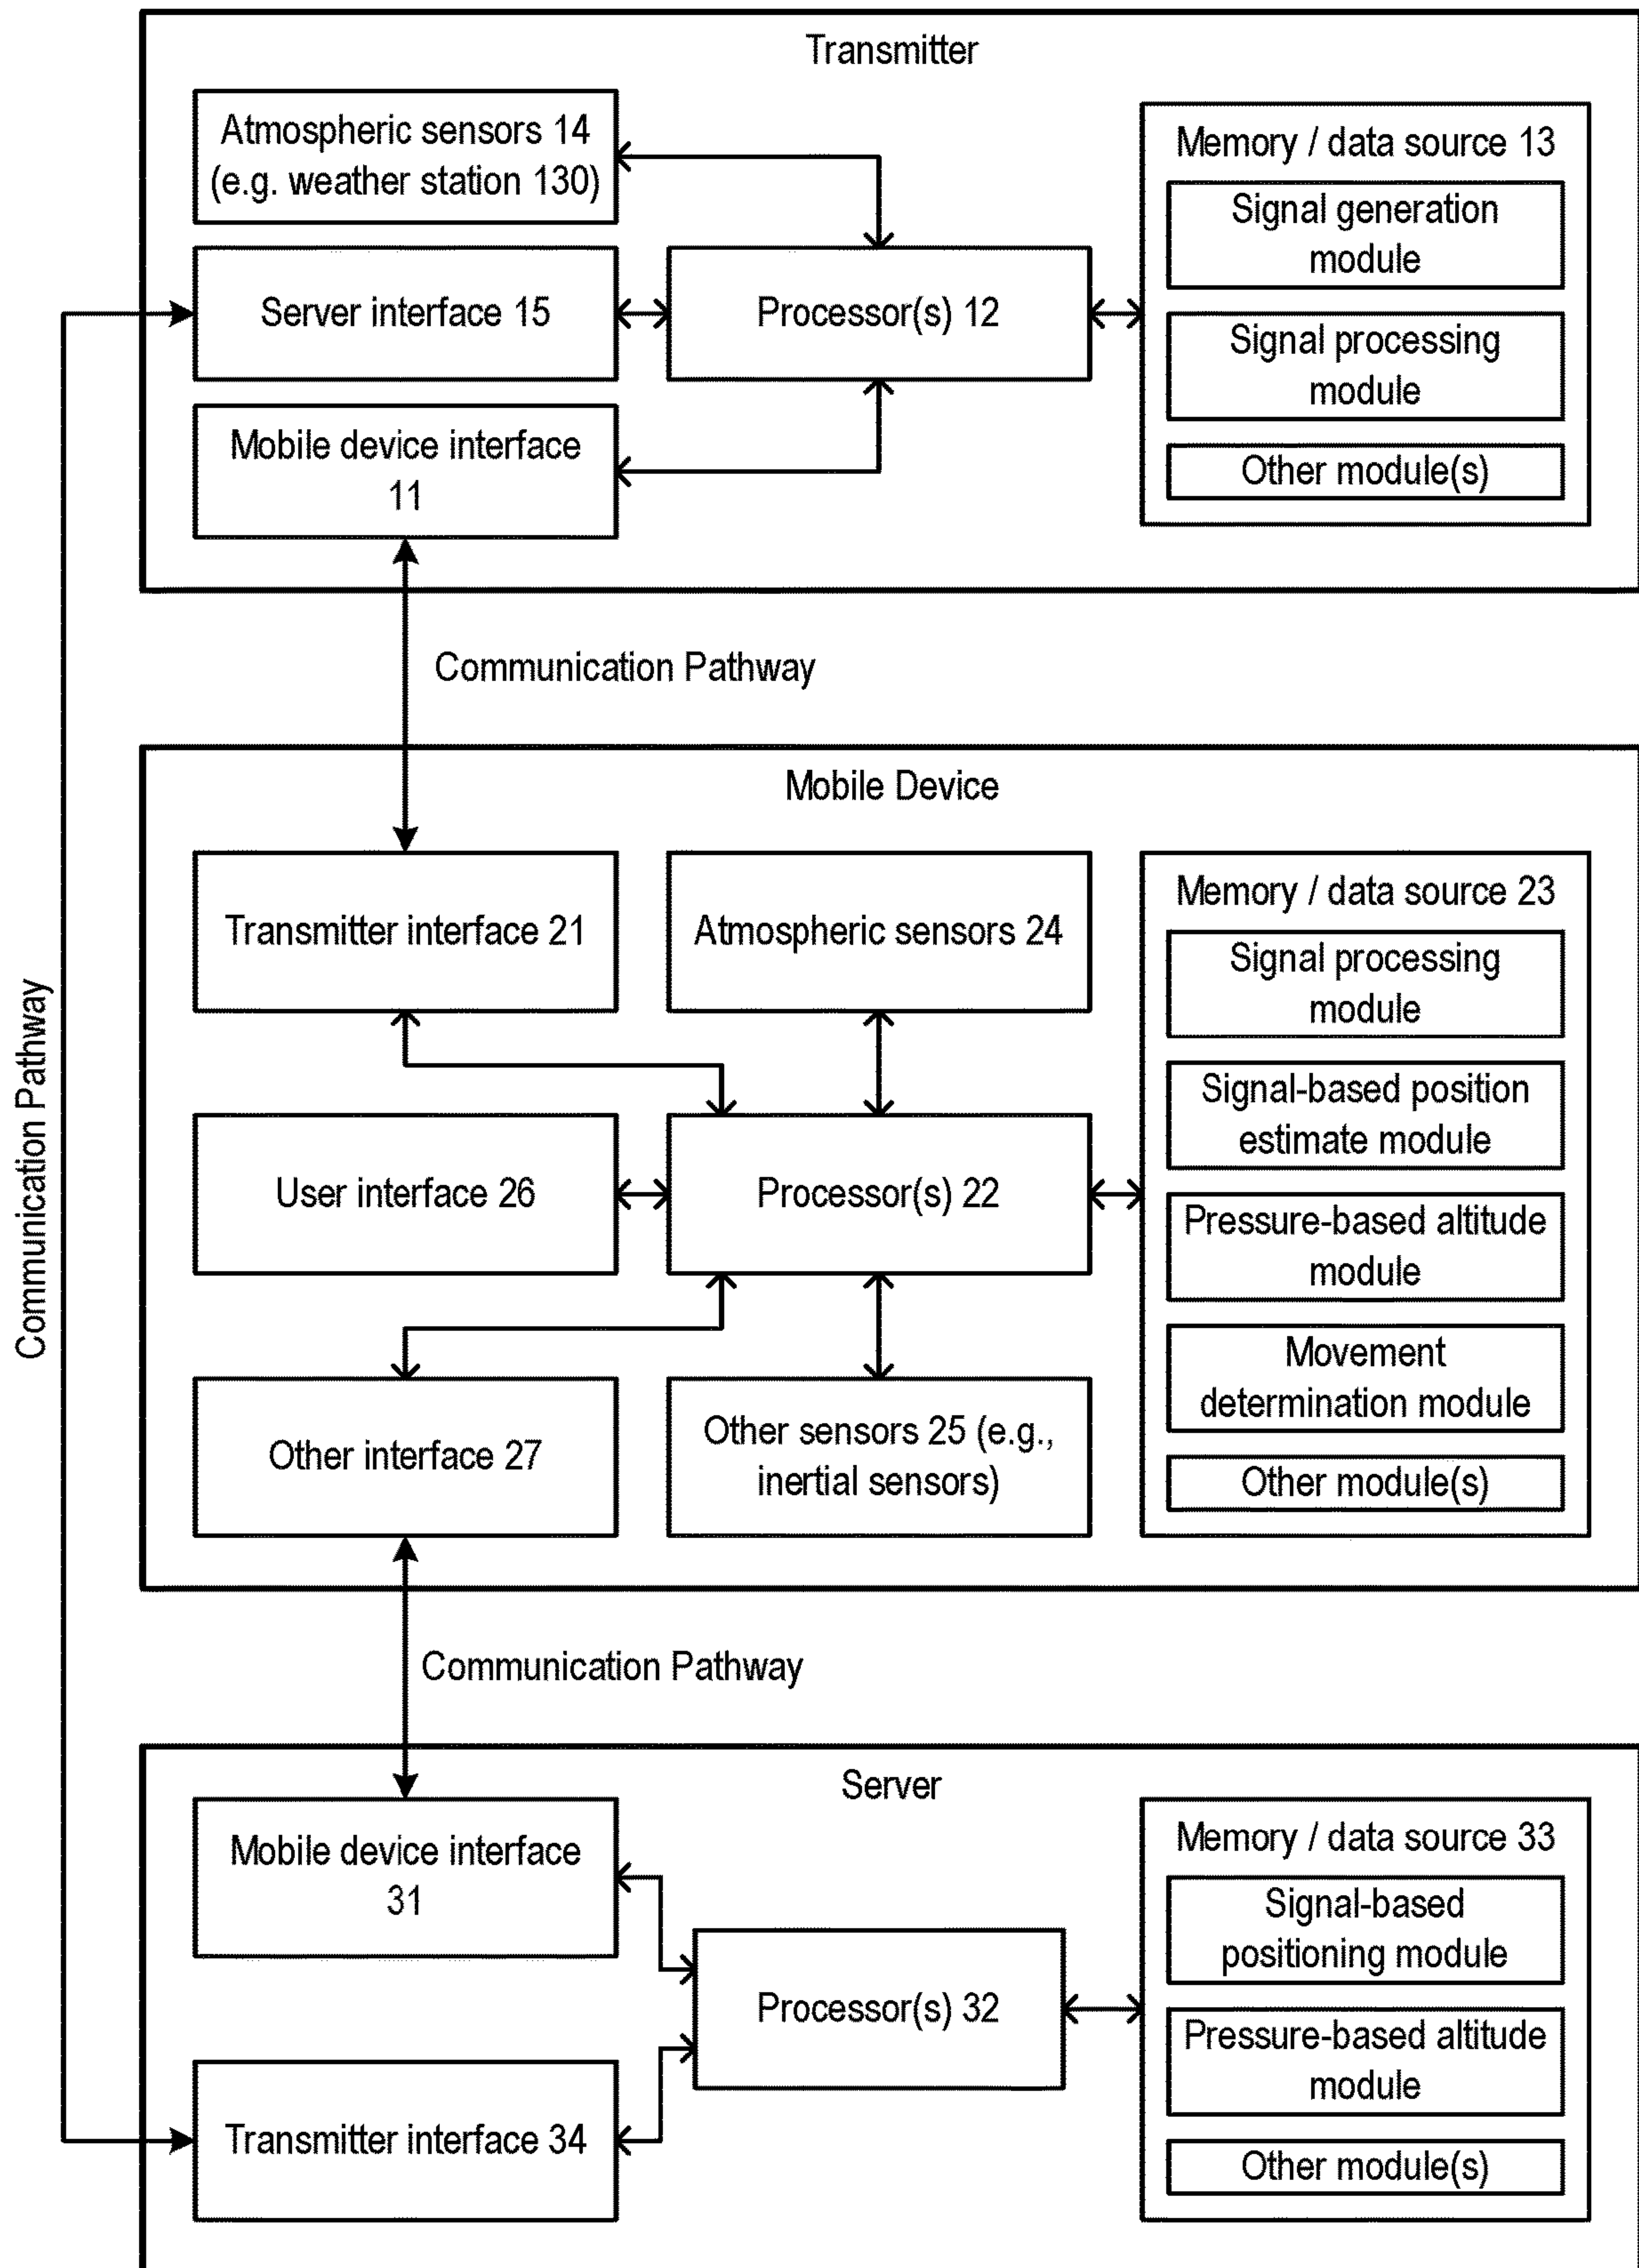 Transmitter
Atmospheric sensors 14
(e.g. weather station 130)
Server interface 15
Mobile device interface
11
Processor(s) 12
Memory / data source 13
Signal generation
module
Signal processing
module
Other module(s)
Communication Pathway
Communication Pathway
Mobile Device
Transmitter interface 21
Atmospheric sensors 24
User interface 26
Processor(s) 22
Other interface 27
Other sensors 25 (e.g.,
inertial sensors)
Memory / data source 23
Signal processing
module
Signal-based position
estimate module
Pressure-based altitude
module
Movement
determination module
Other module(s)
Communication Pathway
Server
Mobile device interface
31
Transmitter interface 34
Processor(s) 32
Memory / data source 33
Signal-based
positioning module
Pressure-based altitude
module
Other module(s)